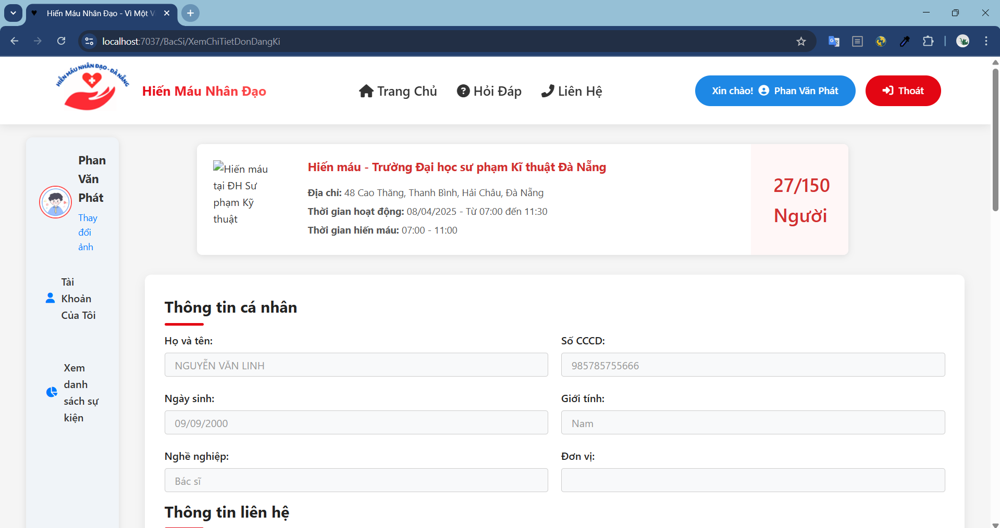 Hiến Máu Nhân Đạo - Vì Một V
localhost:7037/BacSi/XemChiTietDonDangKi
HIẾN MÁU NHÂN ĐẠO - ĐÀ NẴNG
Hiến Máu Nhân Đạo
Trang Chủ
Hỏi Đáp
Liên Hệ
Xin chào! Phan Văn Phát
Thoát
Phan
Văn
Phát
Thay
đổi
ảnh
Tài
Khoản
Của Tôi
Xem
danh
sách sự
kiện
Hiến máu
tại ĐH Sư
phạm Kỹ
thuật
Hiến máu - Trường Đại học sư phạm Kĩ thuật Đà Nẵng
Địa chỉ: 48 Cao Thăng, Thanh Bình, Hải Châu, Đà Nẵng
Thời gian hoạt động: 08/04/2025 - Từ 07:00 đến 11:30
Thời gian hiến máu: 07:00 - 11:00
27/150
Người
Thông tin cá nhân
Họ và tên:
NGUYỄN VĂN LINH
Số CCCD:
985785755666
Ngày sinh:
09/09/2000
Giới tính:
Nam
Nghề nghiệp:
Bác sĩ
Đơn vị:
Thông tin liên hệ